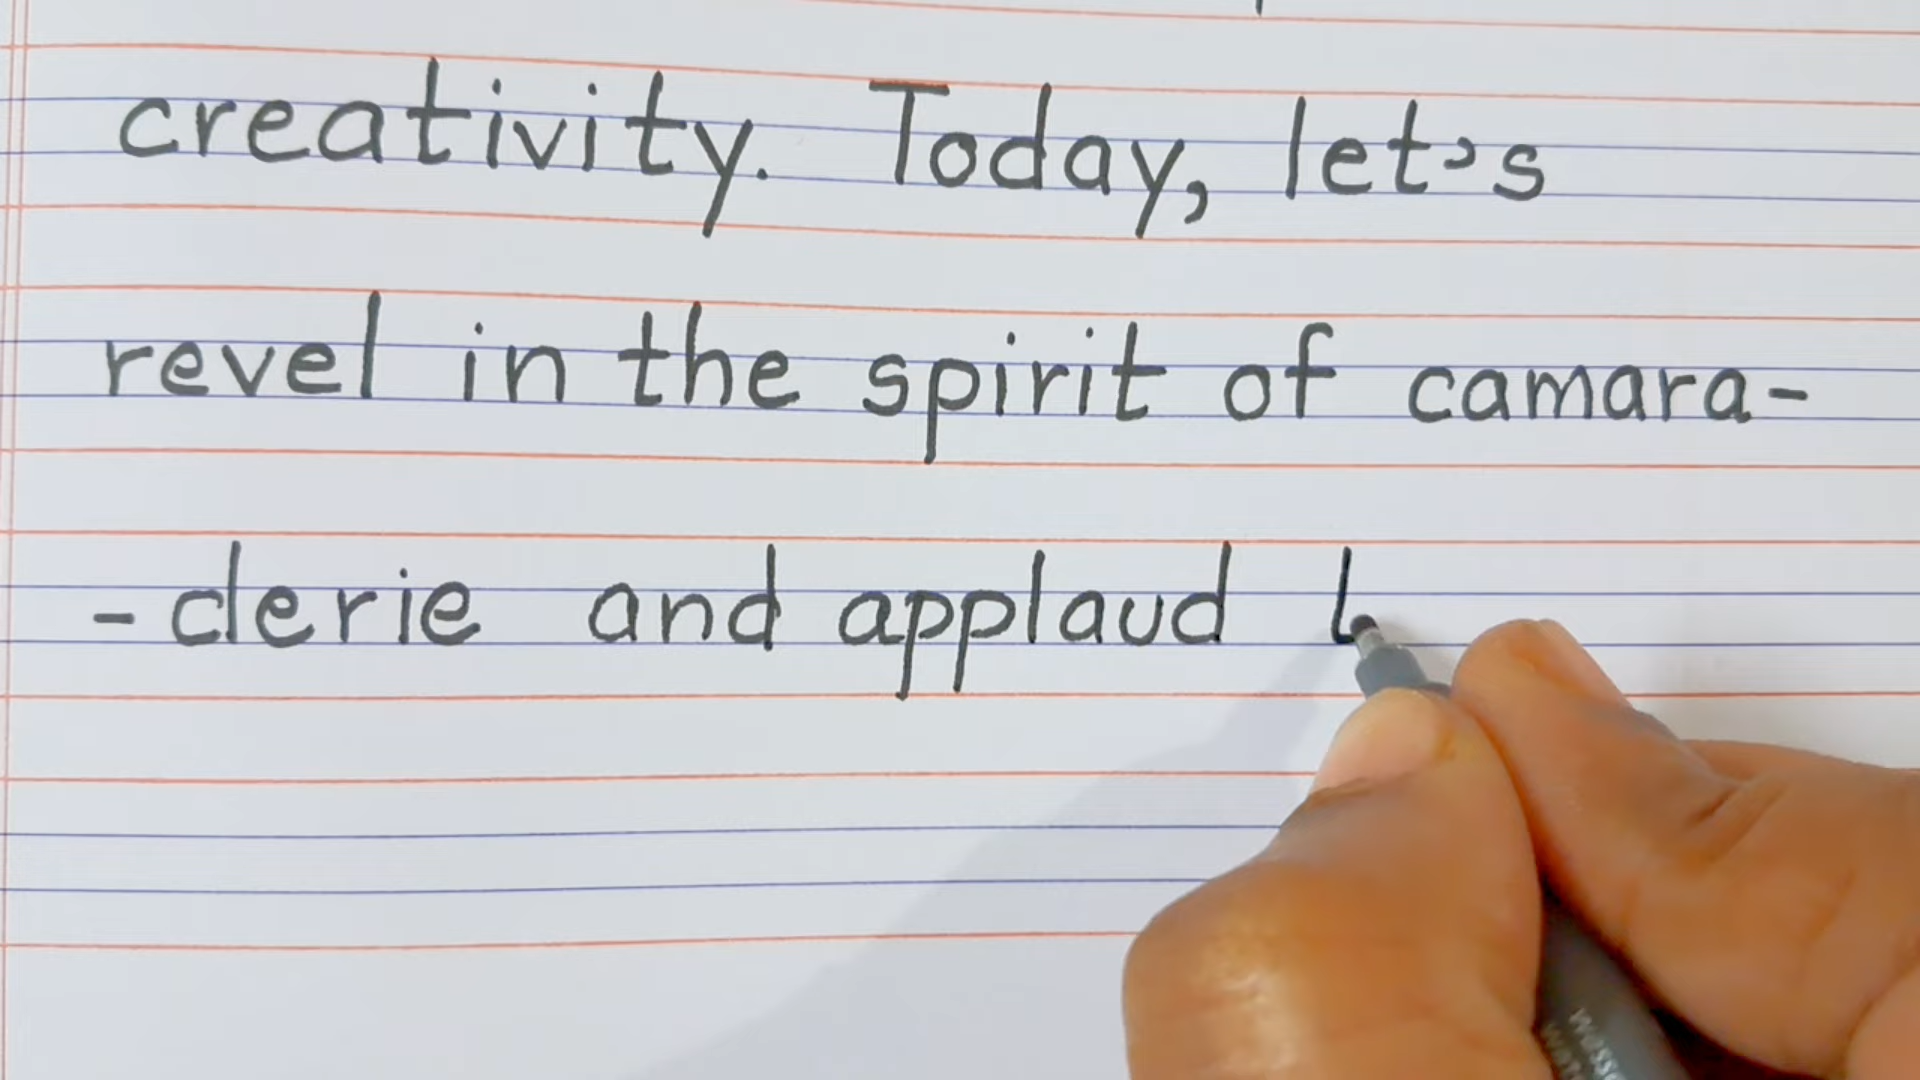 creativity. Today, let's
revel in the spirit of camara-
-derie and applaud